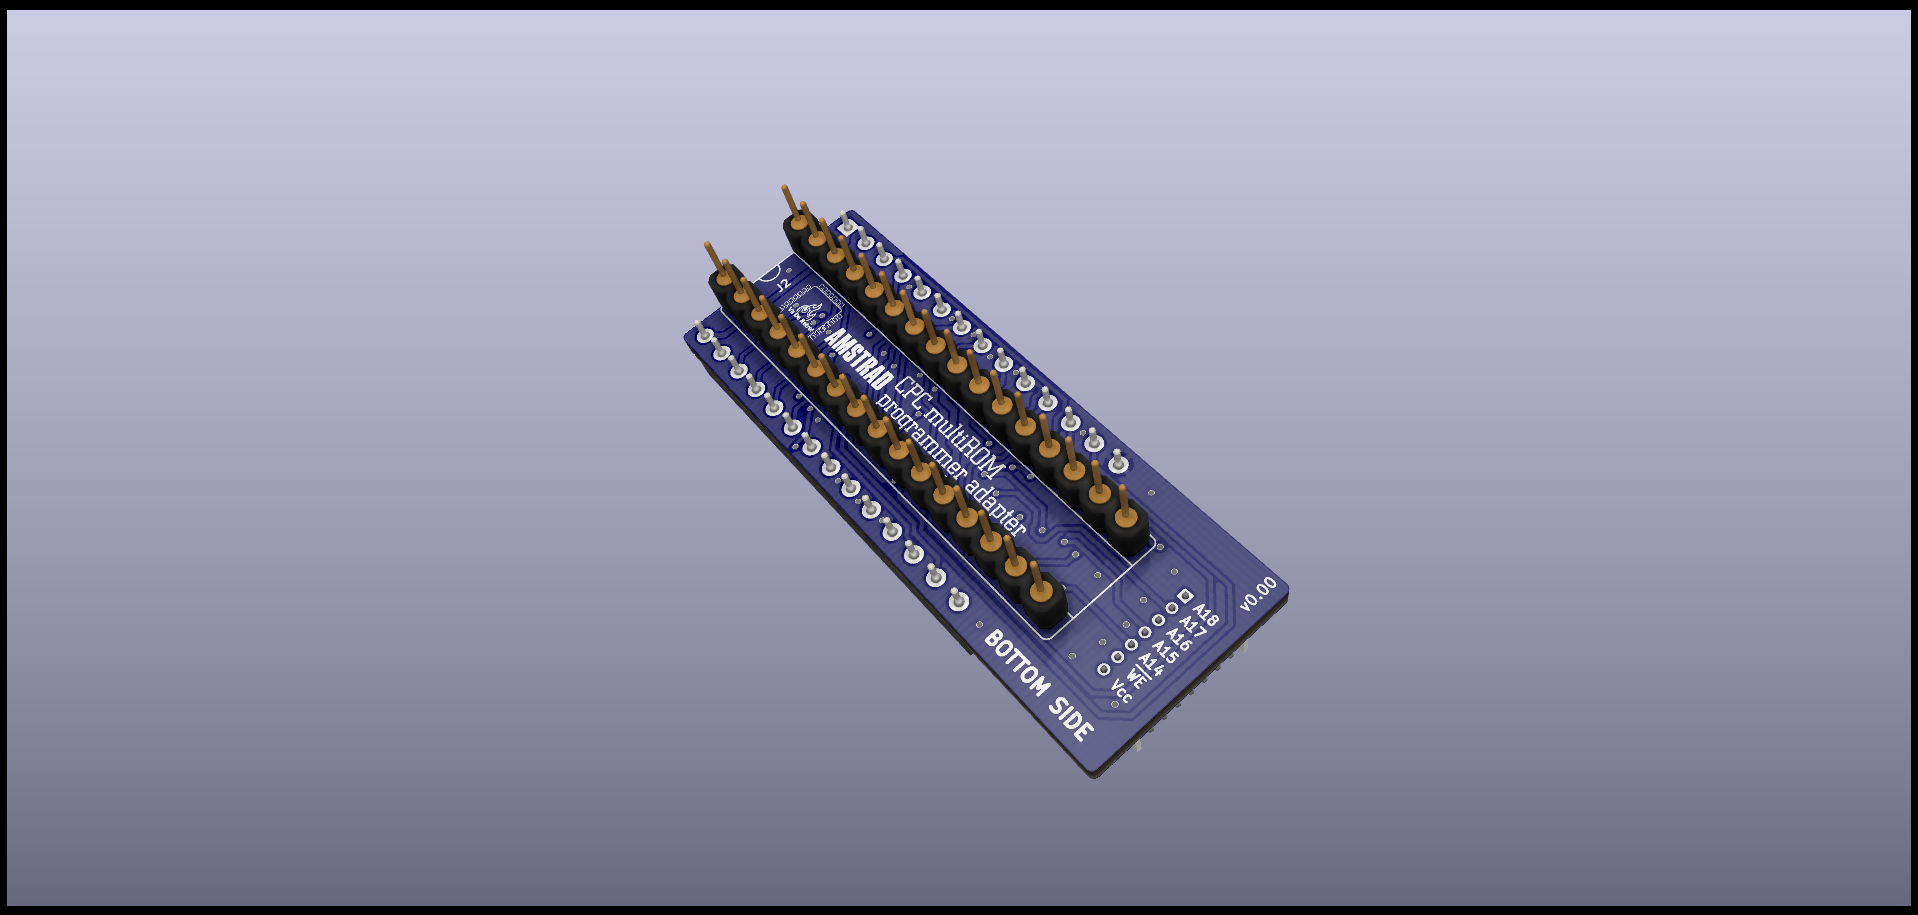 J2
AMSTRAD CPC multiROM
programmer adapter
BOTTOM SIDE
v0.00
A18
A17
A16
A15
A14
WE
Vcc